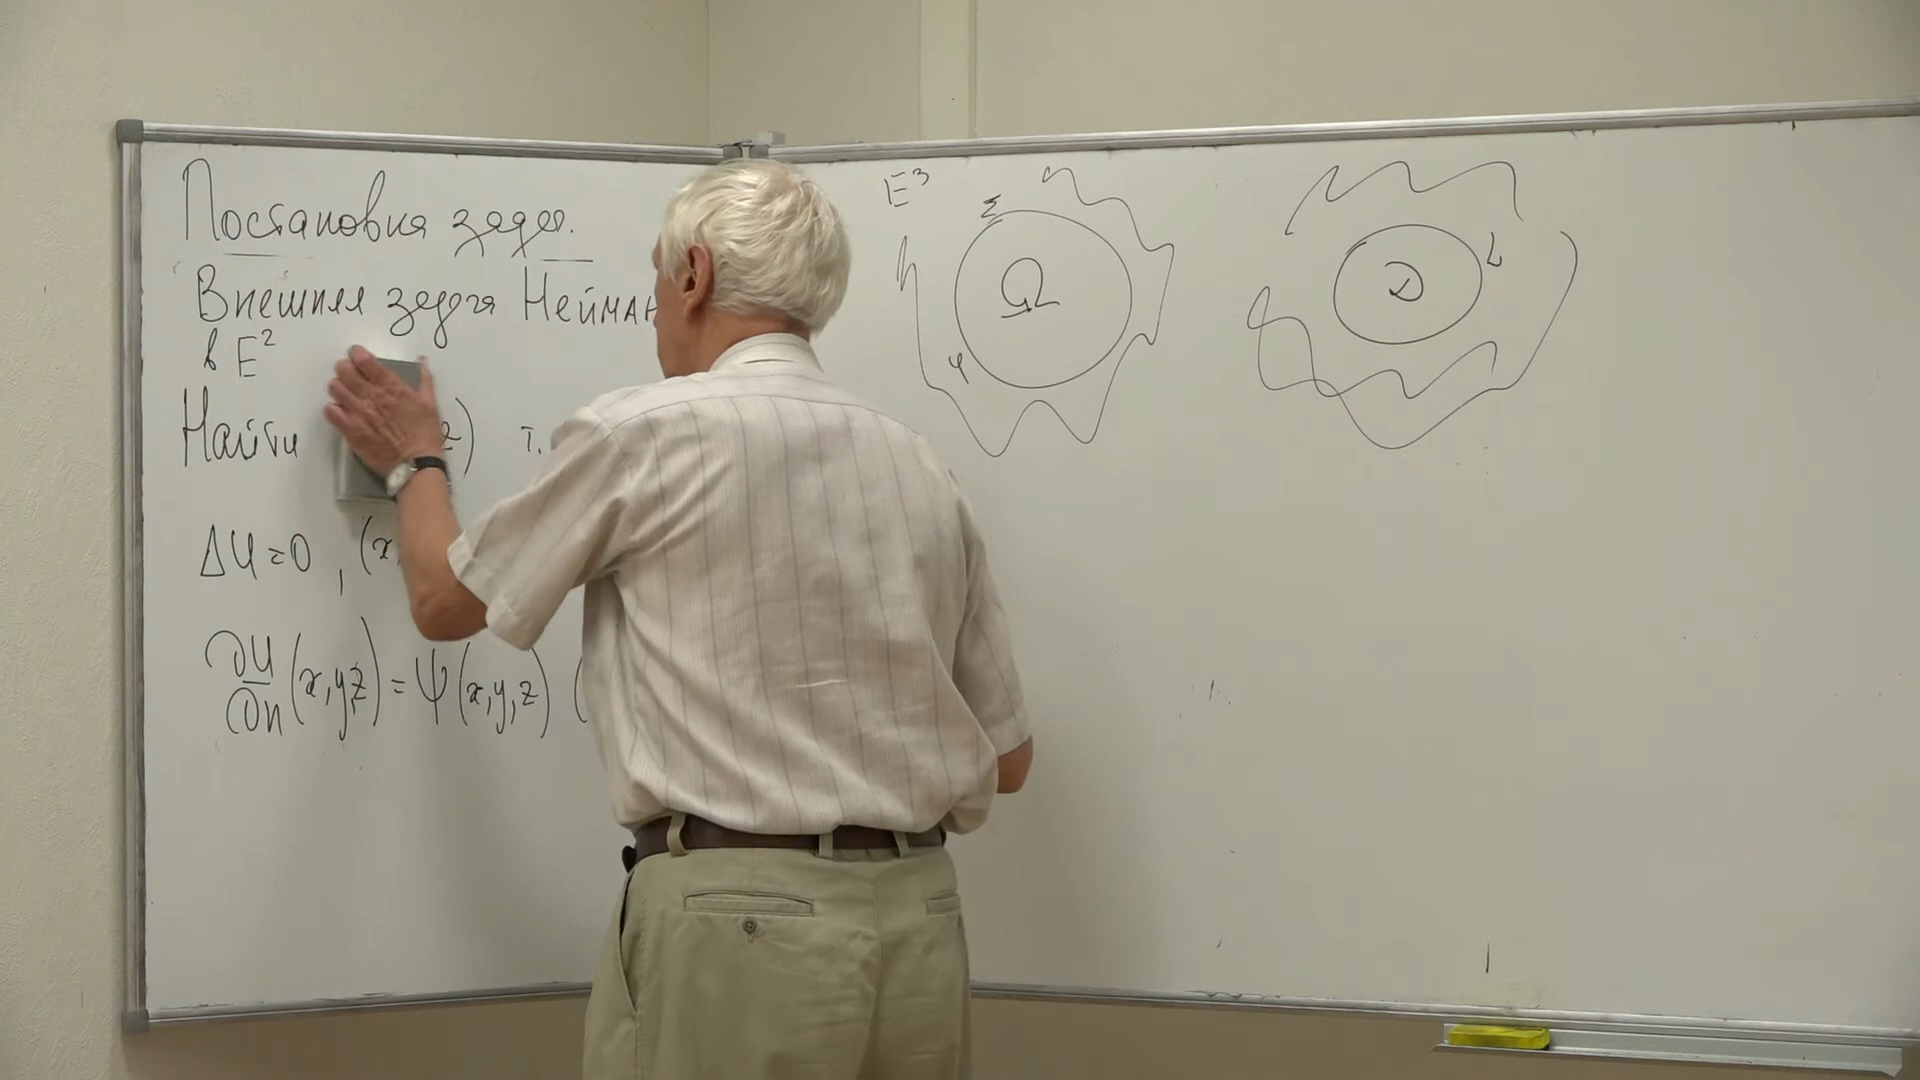 Постановка задач.
Внешняя задача Нейман
в E²
Найти z) т.
ΔU=0, (x,
∂U/∂n (x,y,z) = ψ(x,y,z) (
E³
Σ
Ω
φ
D
L